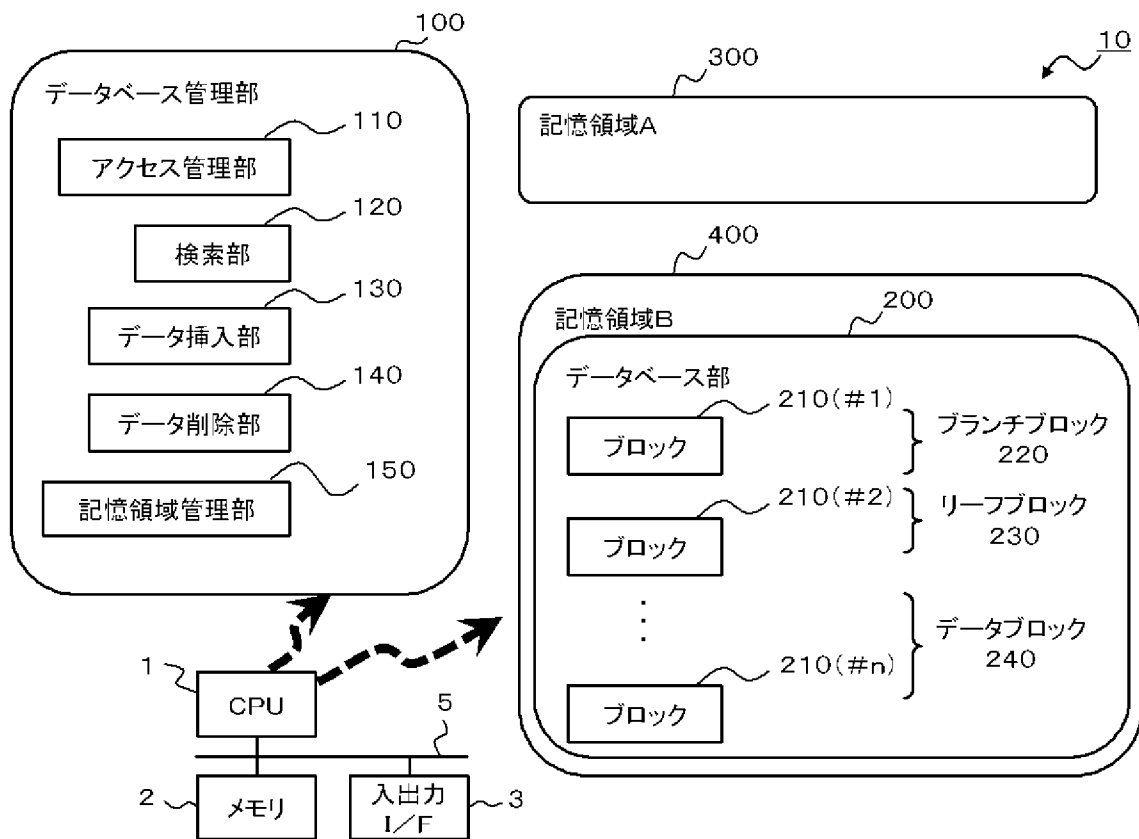 100
データベース管理部
110
アクセス管理部
120
検索部
130
データ挿入部
140
データ削除部
150
記憶領域管理部
10
300
記憶領域A
400
記憶領域B
200
データベース部
210(#1)
ブロック
ブランチブロック
220
210(#2)
ブロック
リーフブロック
230
データブロック
240
210(#n)
ブロック
1
CPU
5
2
メモリ
入出力
I/F
3